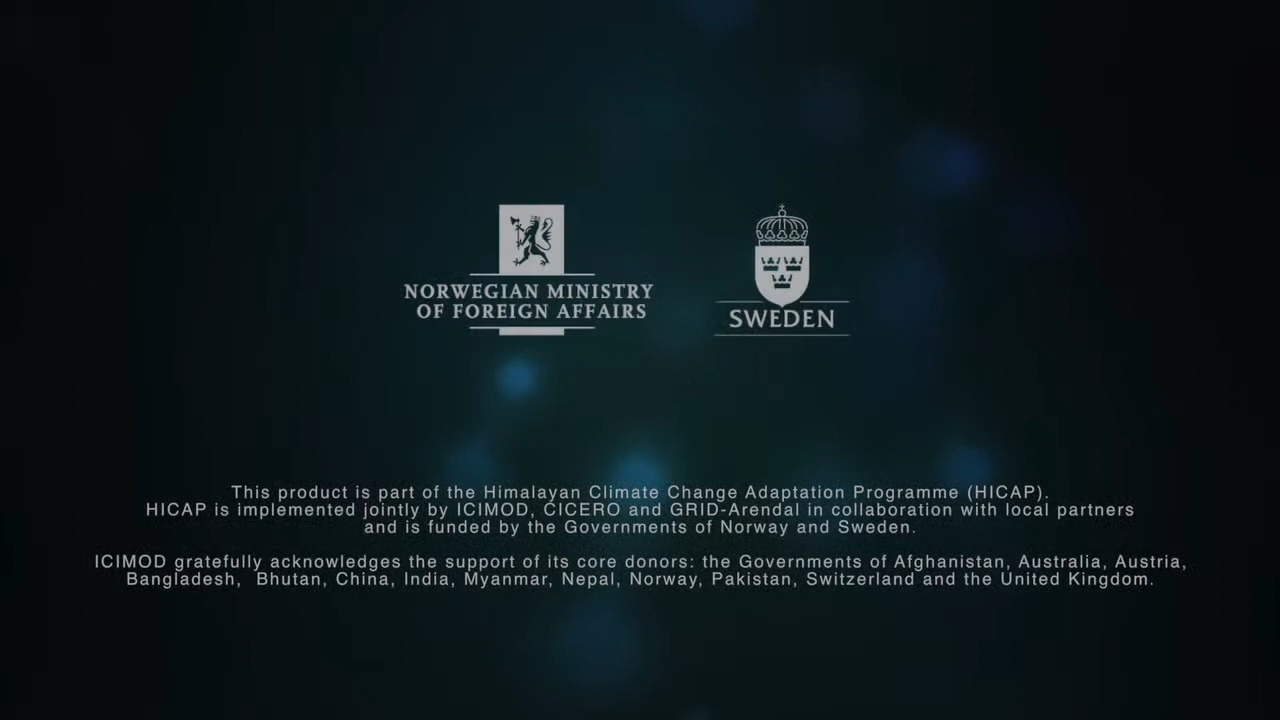 NORWEGIAN MINISTRY
OF FOREIGN AFFAIRS
SWEDEN
This product is part of the Himalayan Climate Change Adaptation Programme (HICAP).
HICAP is implemented jointly by ICIMOD, CICERO and GRID-Arendal in collaboration with local partners
and is funded by the Governments of Norway and Sweden.
ICIMOD gratefully acknowledges the support of its core donors: the Governments of Afghanistan, Australia, Austria,
Bangladesh, Bhutan, China, India, Myanmar, Nepal, Norway, Pakistan, Switzerland and the United Kingdom.